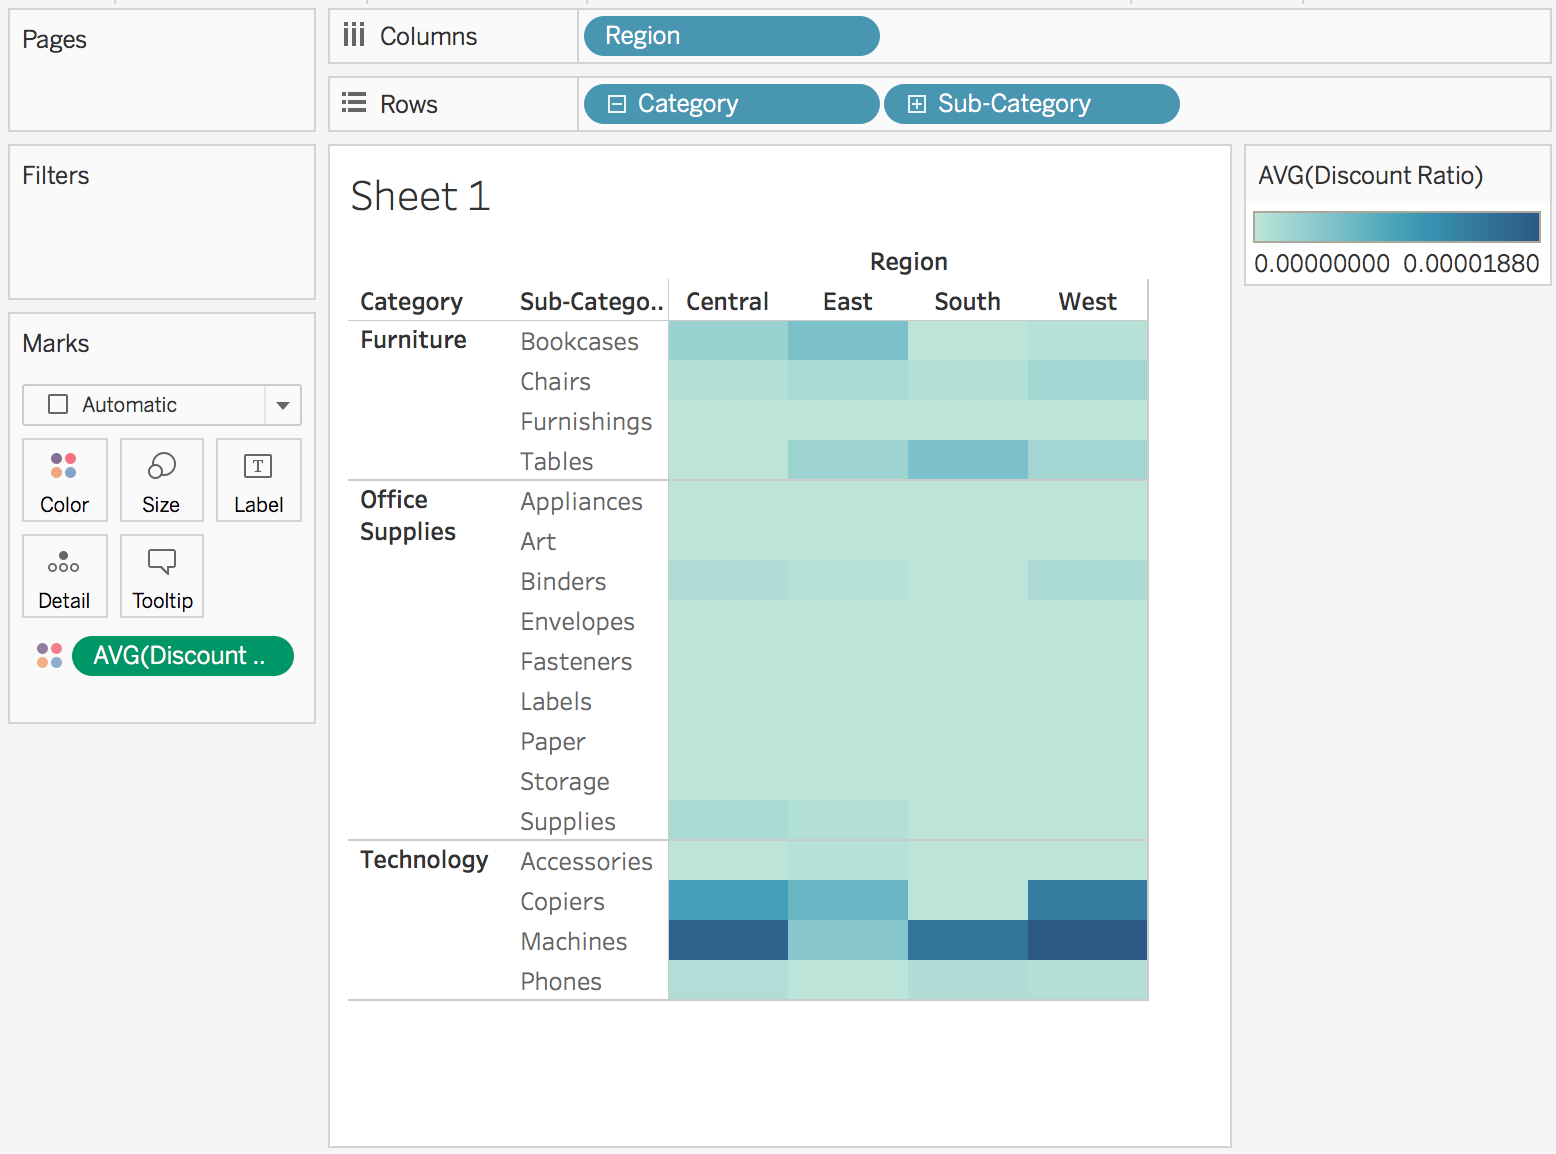 Pages
Columns
Region
Rows
Category
Sub-Category
Filters
Marks
Automatic
Color
Size
T
Label
Detail
Tooltip
AVG(Discount ..
Sheet 1
Region
Category Sub-Catego.. Central East South West
Furniture Bookcases
Chairs
Furnishings
Tables
Office Supplies Appliances
Art
Binders
Envelopes
Fasteners
Labels
Paper
Storage
Supplies
Technology Accessories
Copiers
Machines
Phones
AVG(Discount Ratio)
0.00000000 0.00001880